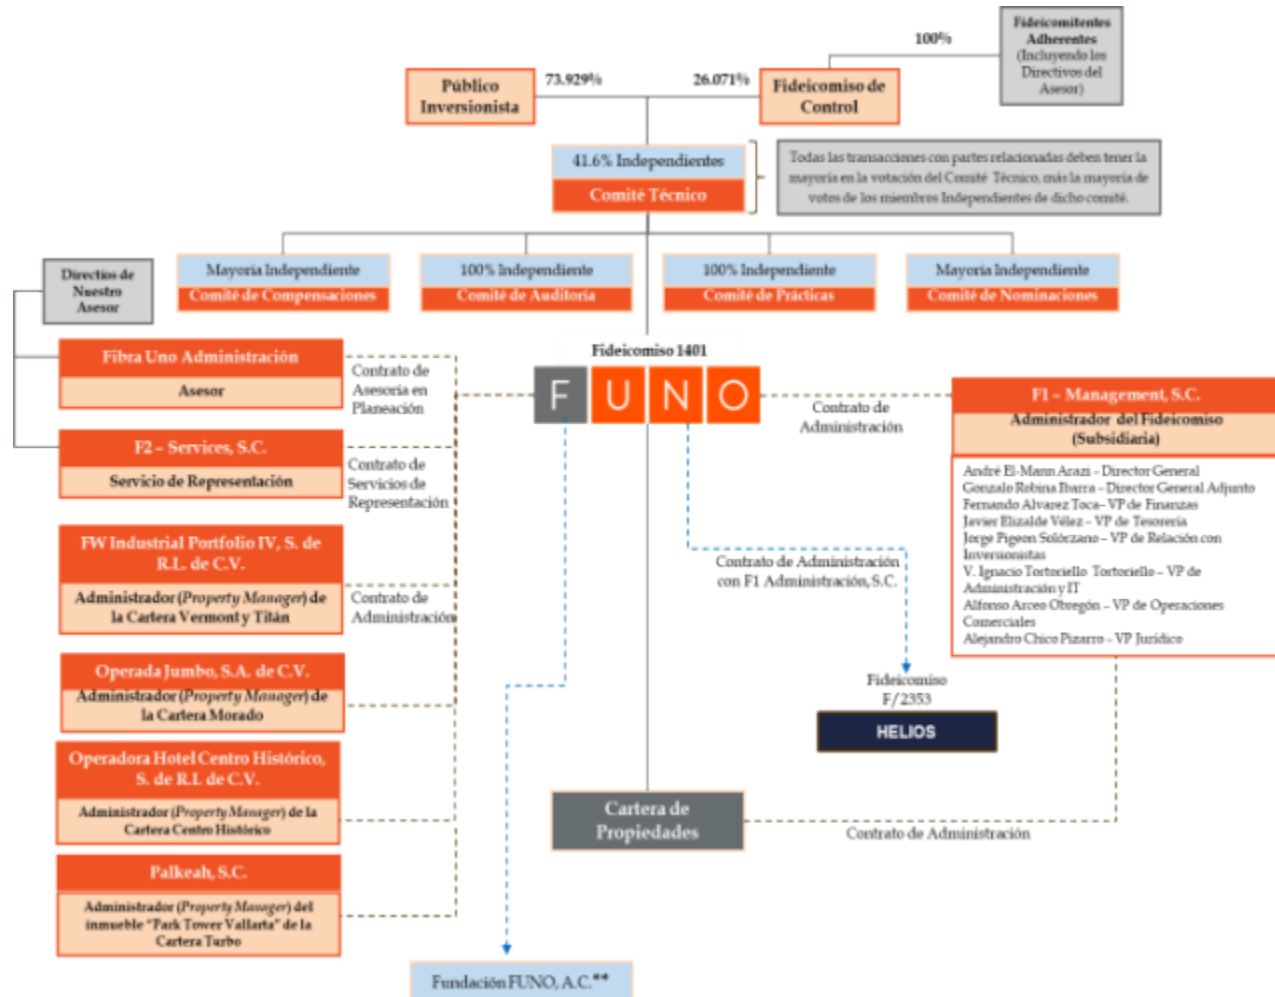 Fideicomitentes
Adherentes
(Incluyendo los
Directivos del
Asesor)
100%
Público
Inversionista
73.929%
26.071%
Fideicomiso de
Control
41.6% Independientes
Comité Técnico
Todas las transacciones con partes relacionadas deben tener la
mayoría en la votación del Comité Técnico, más la mayoría de
votos de los miembros Independientes de dicho comité.
Mayoría Independiente
Comité de Compensaciones
100% Independiente
Comité de Auditoría
100% Independiente
Comité de Prácticas
Mayoría Independiente
Comité de Nominaciones
Directios de
Nuestro
Asesor
Fideicomiso 1401
FUNO
Fibra Uno Administración
Asesor
Contrato de
Asesoría en
Planeación
F2 – Services, S.C.
Servicio de Representación
Contrato de
Servicios de
Representación
FW Industrial Portfolio IV, S. de
R.L. de C.V.
Administrador (Property Manager) de
la Cartera Vermont y Titán
Contrato de
Administración
Operada Jumbo, S.A. de C.V.
Administrador (Property Manager) de
la Cartera Morado
Operadora Hotel Centro Histórico,
S. de R.L de C.V.
Administrador (Property Manager) de la
Cartera Centro Histórico
Palkeah, S.C.
Administrador (Property Manager) del
inmueble "Park Tower Vallarta" de la
Cartera Turbo
Contrato de
Administración
F1 – Management, S.C.
Administrador del Fideicomiso
(Subsidiaria)
André El-Mann Arazi – Director General
Gonzalo Robina Ibarra – Director General Adjunto
Fernando Alvarez Toca– VP de Finanzas
Javier Elizalde Vélez – VP de Tesorería
Jorge Pigeon Solórzano – VP de Relación con
Inversionistas
V. Ignacio Tortoriello Tortoriello – VP de
Administración y IT
Alfonso Arceo Obregón – VP de Operaciones
Comerciales
Alejandro Chico Pizarro – VP Jurídico
Contrato de Administración
con F1 Administración, S.C.
Fideicomiso
F/2353
HELIOS
Cartera de
Propiedades
Contrato de Administración
Fundación FUNO, A.C.**